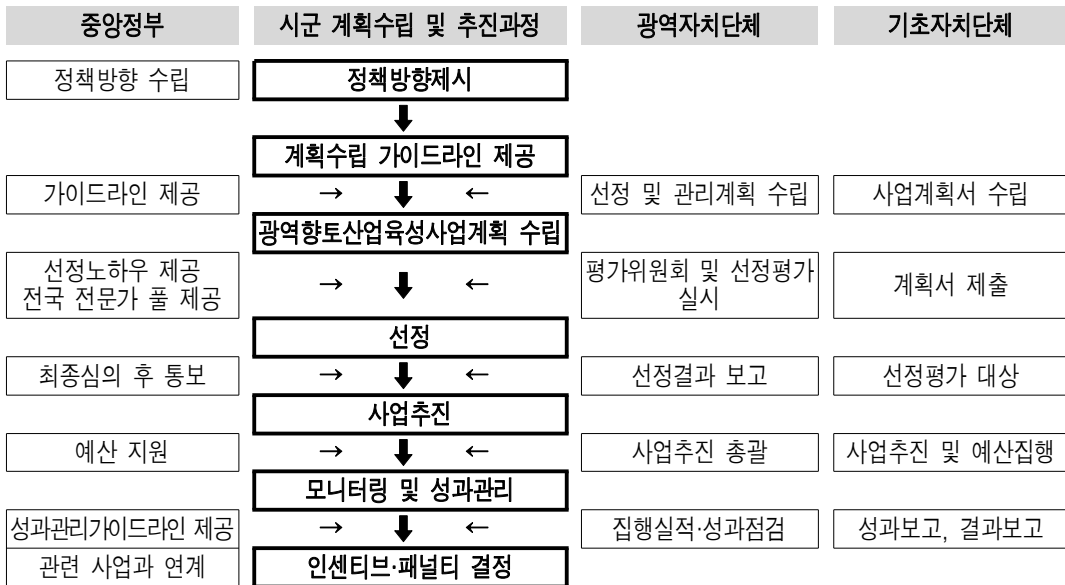 중앙정부 시군 계획수립 및 추진과정 광역자치단체 기초자치단체
정책방향 수립 정책방향제시
⬇
계획수립 가이드라인 제공
가이드라인 제공 → ⬇ ← 선정 및 관리계획 수립 사업계획서 수립
광역향토산업육성사업계획 수립
선정노하우 제공
전국 전문가 풀 제공 → ⬇ ← 평가위원회 및 선정평가
실시 계획서 제출
선정
최종심의 후 통보 → ⬇ ← 선정결과 보고 선정평가 대상
사업추진
예산 지원 → ⬇ ← 사업추진 총괄 사업추진 및 예산집행
모니터링 및 성과관리
성과관리가이드라인 제공 → ⬇ ← 집행실적·성과점검 성과보고, 결과보고
관련 사업과 연계 인센티브·패널티 결정